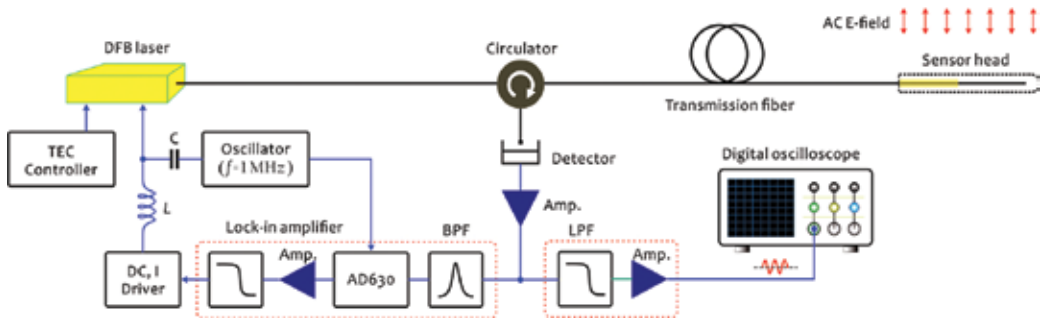 AC E-field
DFB laser
Circulator
Sensor head
Transmission fiber
TEC
Controller
C
Oscillator
(f=1MHz)
Detector
Digital oscilloscope
L
Amp.
Lock-in amplifier
BPF
LPF
Amp.
Amp.
DC, I
Driver
AD630